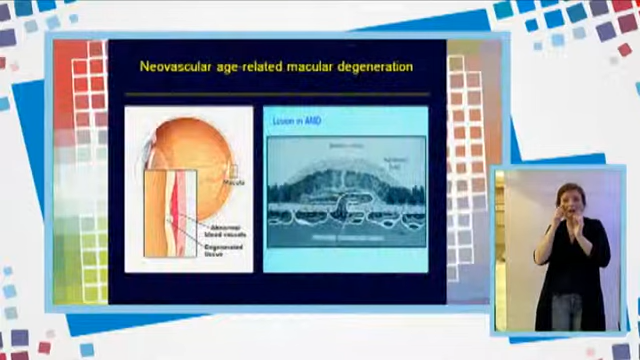 Neovascular age-related macular degeneration
Lesion in AMD
Macula
Abnormal
blood vessels
Degenerated
tissue